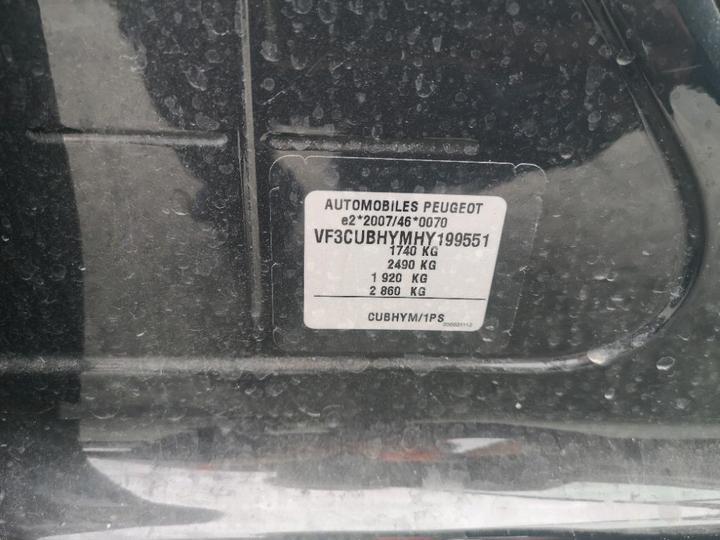 AUTOMOBILES PEUGEOT
e2*2007/46*0070
VF3CUBHYMHY199551
1740 KG
2490 KG
1 920 KG
2 860 KG
CUBHYM/1PS